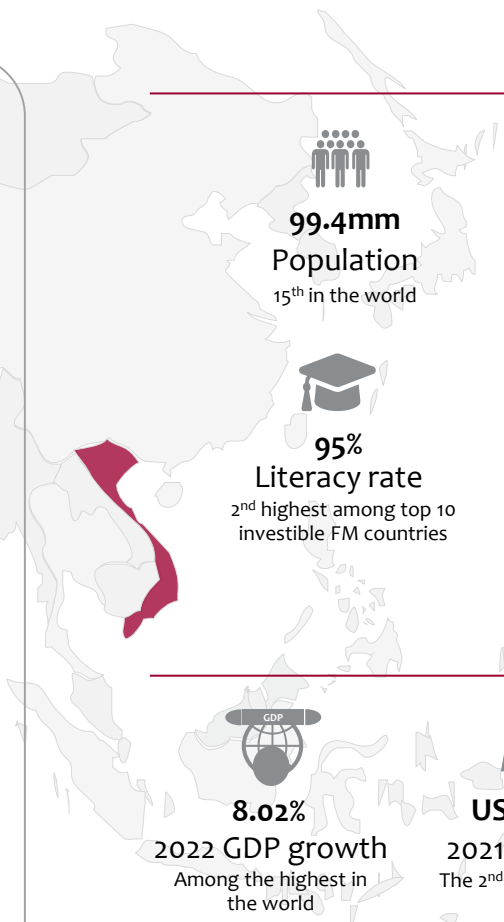 99.4mm
Population
15th in the world
95%
Literacy rate
2nd highest among top 10
investible FM countries
GDP
8.02%
2022 GDP growth
Among the highest in
the world
US
2021
The 2nd